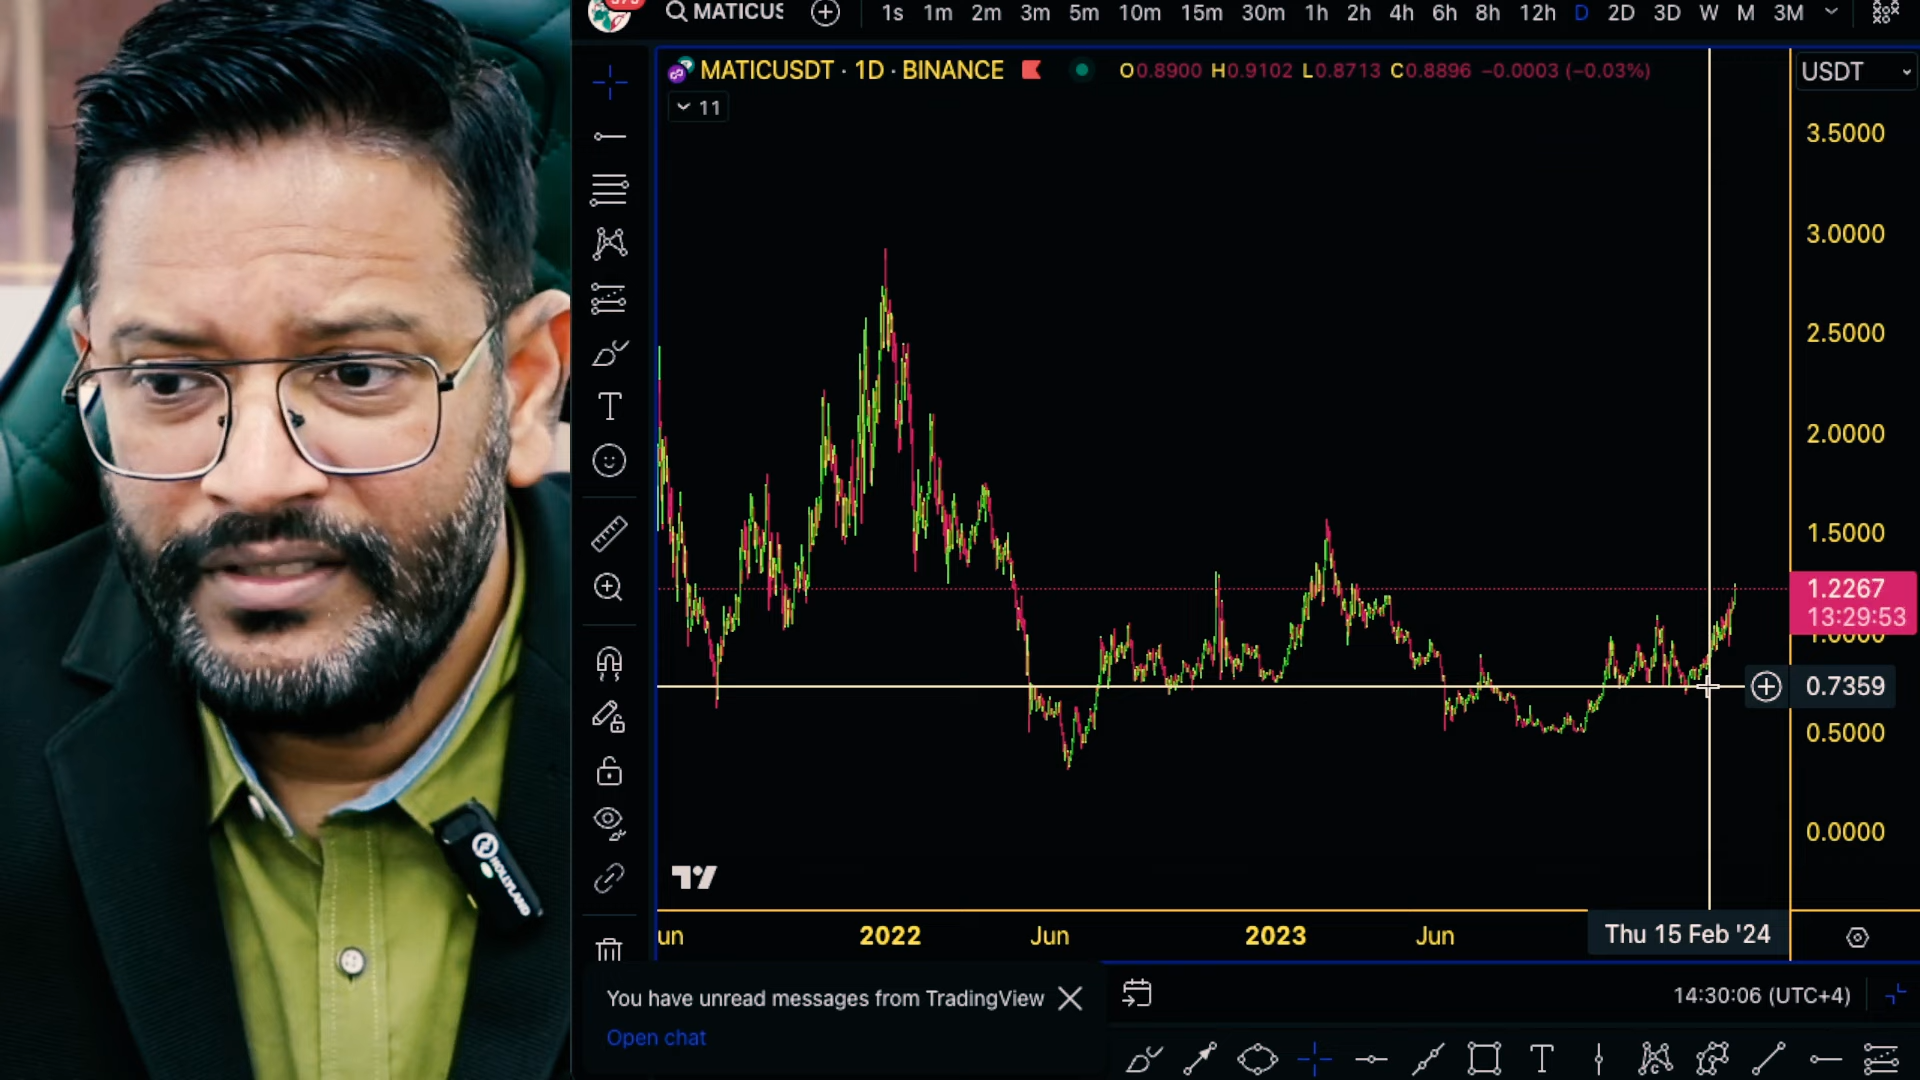 MATICUS
1s 1m 2m 3m 5m 10m 15m 30m 1h 2h 4h 6h 8h 12h D 2D 3D W M 3M
MATICUSDT · 1D · BINANCE
O0.8900 H0.9102 L0.8713 C0.8896 −0.0003 (−0.03%)
USDT
11
3.5000
3.0000
2.5000
2.0000
1.5000
1.2267
13:29:53
1.0000
0.7359
0.5000
0.0000
HOLLYLAND
un 2022 Jun 2023 Jun Thu 15 Feb '24
You have unread messages from TradingView
Open chat
14:30:06 (UTC+4)